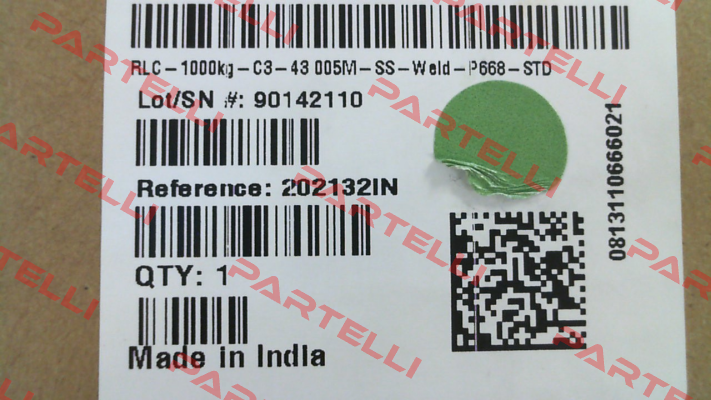 RLC-1000kg-C3-43 005M-SS-Weld-P668-STD
Lot/SN #: 90142110
Reference: 202132IN
QTY: 1
Made in India
0813110666021
PARTELLI
PARTELLI
PARTELLI
PARTELLI
PARTELLI
PARTELLI
PARTELLI
PARTELLI